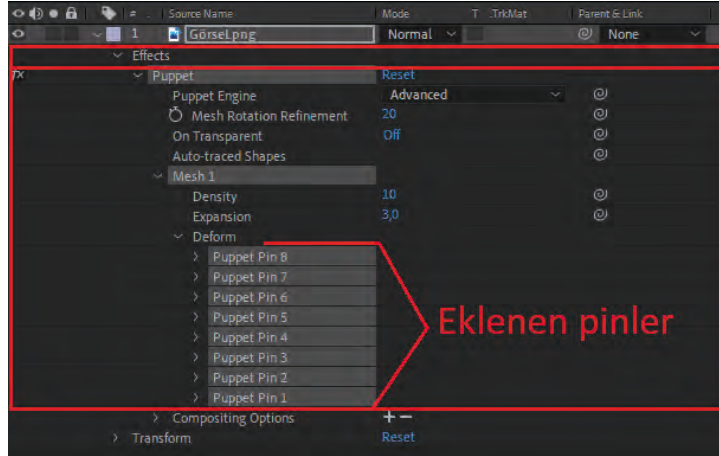 # Source Name Mode T .TrkMat Parent & Link
1 Görsel.png Normal None
Effects
fx Puppet Reset
Puppet Engine Advanced
Mesh Rotation Refinement 20
On Transparent Off
Auto-traced Shapes
Mesh 1
Density 10
Expansion 3,0
Deform
Puppet Pin 8
Puppet Pin 7
Puppet Pin 6
Puppet Pin 5
Eklenen pinler
Puppet Pin 4
Puppet Pin 3
Puppet Pin 2
Puppet Pin 1
Compositing Options + −
Transform Reset